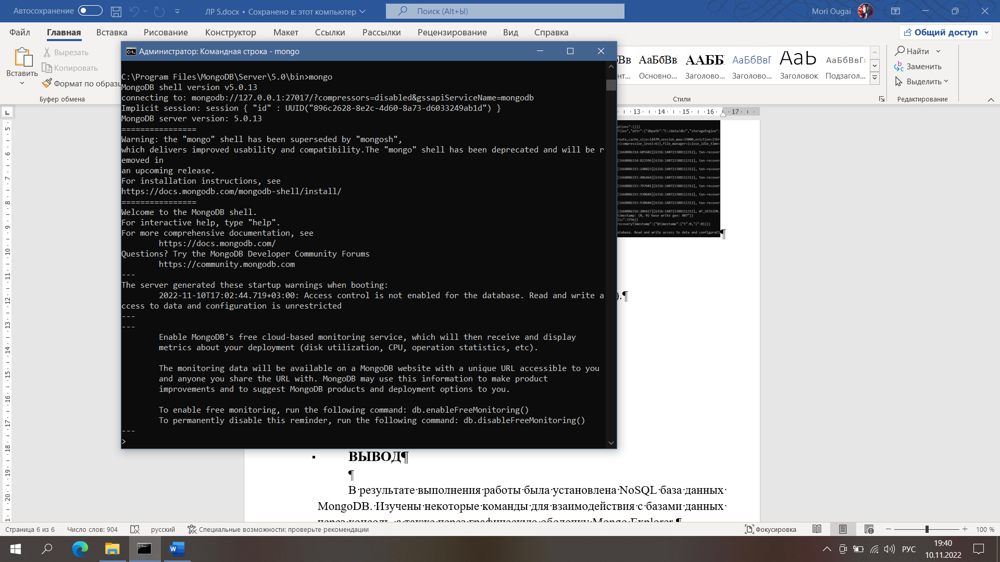 Автосохранение
ЛР 5.docx • Сохранено в: этот компьютер
Поиск (Alt+Ы)
Mori Ougai
Файл Главная Вставка Рисование Конструктор Макет Ссылки Рассылки Рецензирование Вид Справка
Общий доступ
Вставить
Вырезать
Копировать
Формат по образц
Буфер обмена
АаБбВв Основно...
ААББ Заголово...
АаБбВвГ Заголово...
АаЬ Заголовок
АаБбВвГ Подзагол...
Стили
Найти
Заменить
Выделить
Редактирование
Администратор: Командная строка - mongo
C:\Program Files\MongoDB\Server\5.0\bin>mongo
MongoDB shell version v5.0.13
connecting to: mongodb://127.0.0.1:27017/?compressors=disabled&gssapiServiceName=mongodb
Implicit session: session { "id" : UUID("896c2628-8e2c-4d60-8a73-d6033249ab1d") }
MongoDB server version: 5.0.13
================
Warning: the "mongo" shell has been superseded by "mongosh",
which delivers improved usability and compatibility.The "mongo" shell has been deprecated and will be r
emoved in
an upcoming release.
For installation instructions, see
https://docs.mongodb.com/mongodb-shell/install/
================
Welcome to the MongoDB shell.
For interactive help, type "help".
For more comprehensive documentation, see
https://docs.mongodb.com/
Questions? Try the MongoDB Developer Community Forums
https://community.mongodb.com
---
The server generated these startup warnings when booting:
2022-11-10T17:02:44.719+03:00: Access control is not enabled for the database. Read and write a
ccess to data and configuration is unrestricted
---
---
Enable MongoDB's free cloud-based monitoring service, which will then receive and display
metrics about your deployment (disk utilization, CPU, operation statistics, etc).
The monitoring data will be available on a MongoDB website with a unique URL accessible to you
and anyone you share the URL with. MongoDB may use this information to make product
improvements and to suggest MongoDB products and deployment options to you.
To enable free monitoring, run the following command: db.enableFreeMonitoring()
To permanently disable this reminder, run the following command: db.disableFreeMonitoring()
---
>
).¶
ВЫВОД¶
¶
В результате выполнения работы была установлена NoSQL база данных
MongoDB. Изучены некоторые команды для взаимодействия с базами данных
через консоль, а также через графическую оболочку Mongo Explorer.¶
Страница 6 из 6 Число слов: 904 русский Специальные возможности: проверьте рекомендации
Фокусировка
100 %
РУС
19:40
10.11.2022